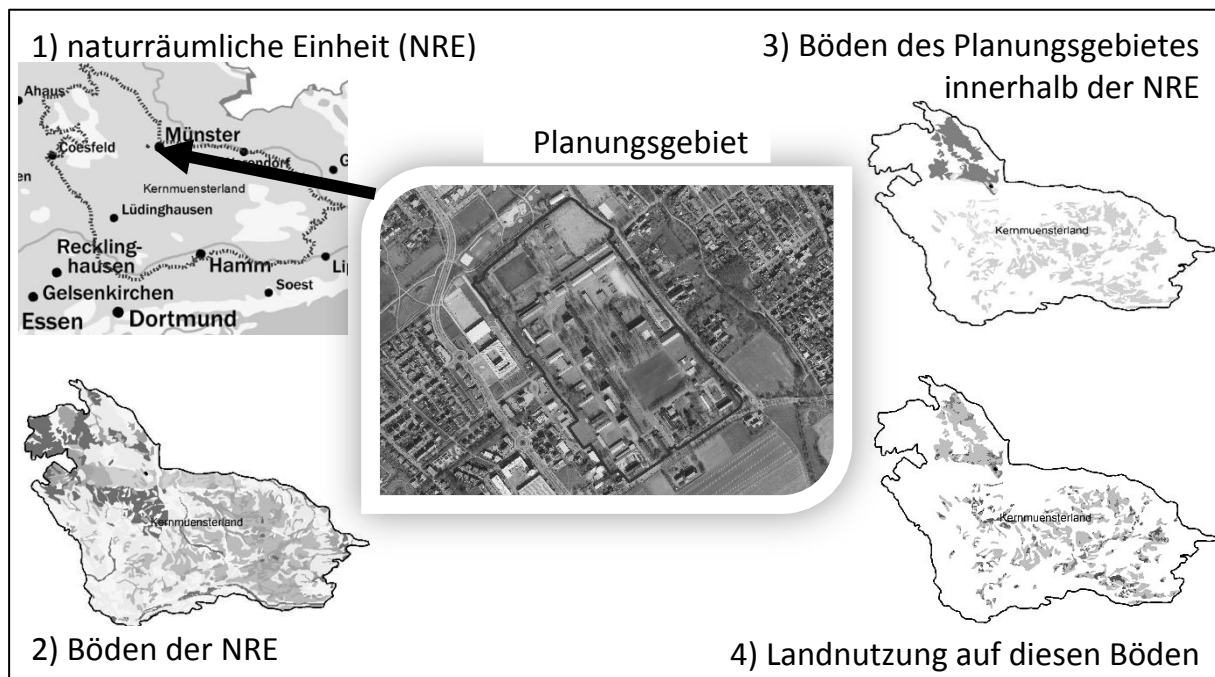 1) naturräumliche Einheit (NRE)
Ahaus
Münster
Coesfeld
Kernmuensterland
Lüdinghausen
Reckling-
hausen
Hamm
Gelsenkirchen
Soest
Essen
Dortmund
Planungsgebiet
3) Böden des Planungsgebietes
innerhalb der NRE
Kernmuensterland
Kernmuensterland
2) Böden der NRE
Kernmuensterland
4) Landnutzung auf diesen Böden